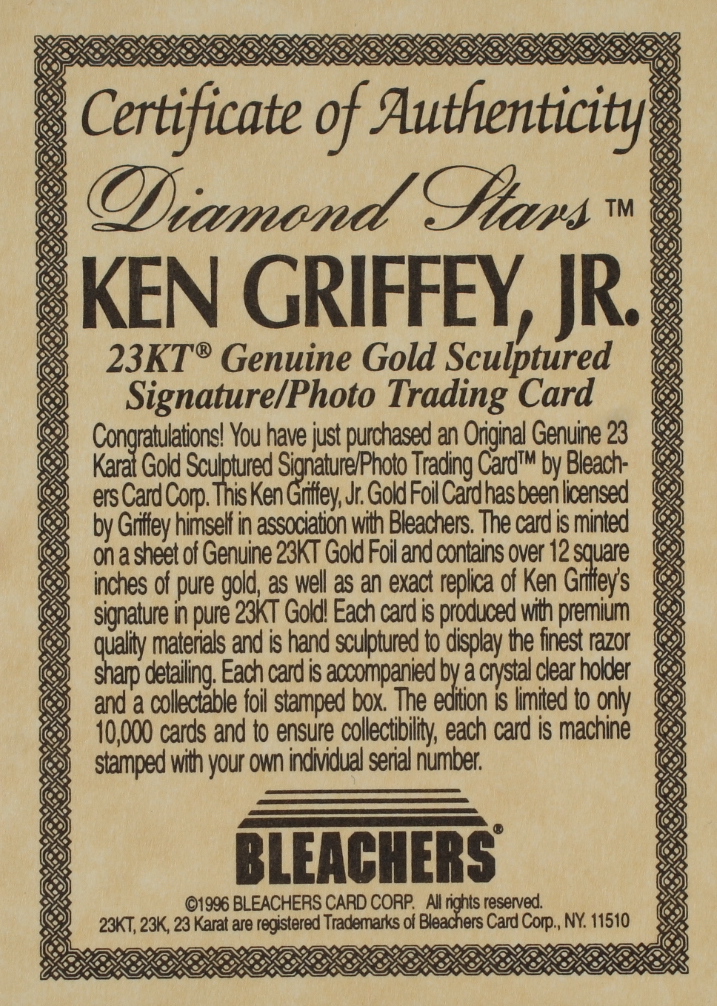 Certificate of Authenticity
Diamond Stars ™
KEN GRIFFEY, JR.
23KT® Genuine Gold Sculptured
Signature/Photo Trading Card
Congratulations! You have just purchased an Original Genuine 23
Karat Gold Sculptured Signature/Photo Trading Card™ by Bleach-
ers Card Corp. This Ken Griffey, Jr. Gold Foil Card has been licensed
by Griffey himself in association with Bleachers. The card is minted
on a sheet of Genuine 23KT Gold Foil and contains over 12 square
inches of pure gold, as well as an exact replica of Ken Griffey's
signature in pure 23KT Gold! Each card is produced with premium
quality materials and is hand sculptured to display the finest razor
sharp detailing. Each card is accompanied by a crystal clear holder
and a collectable foil stamped box. The edition is limited to only
10,000 cards and to ensure collectibility, each card is machine
stamped with your own individual serial number.
BLEACHERS®
©1996 BLEACHERS CARD CORP. All rights reserved.
23KT, 23K, 23 Karat are registered Trademarks of Bleachers Card Corp., NY. 11510